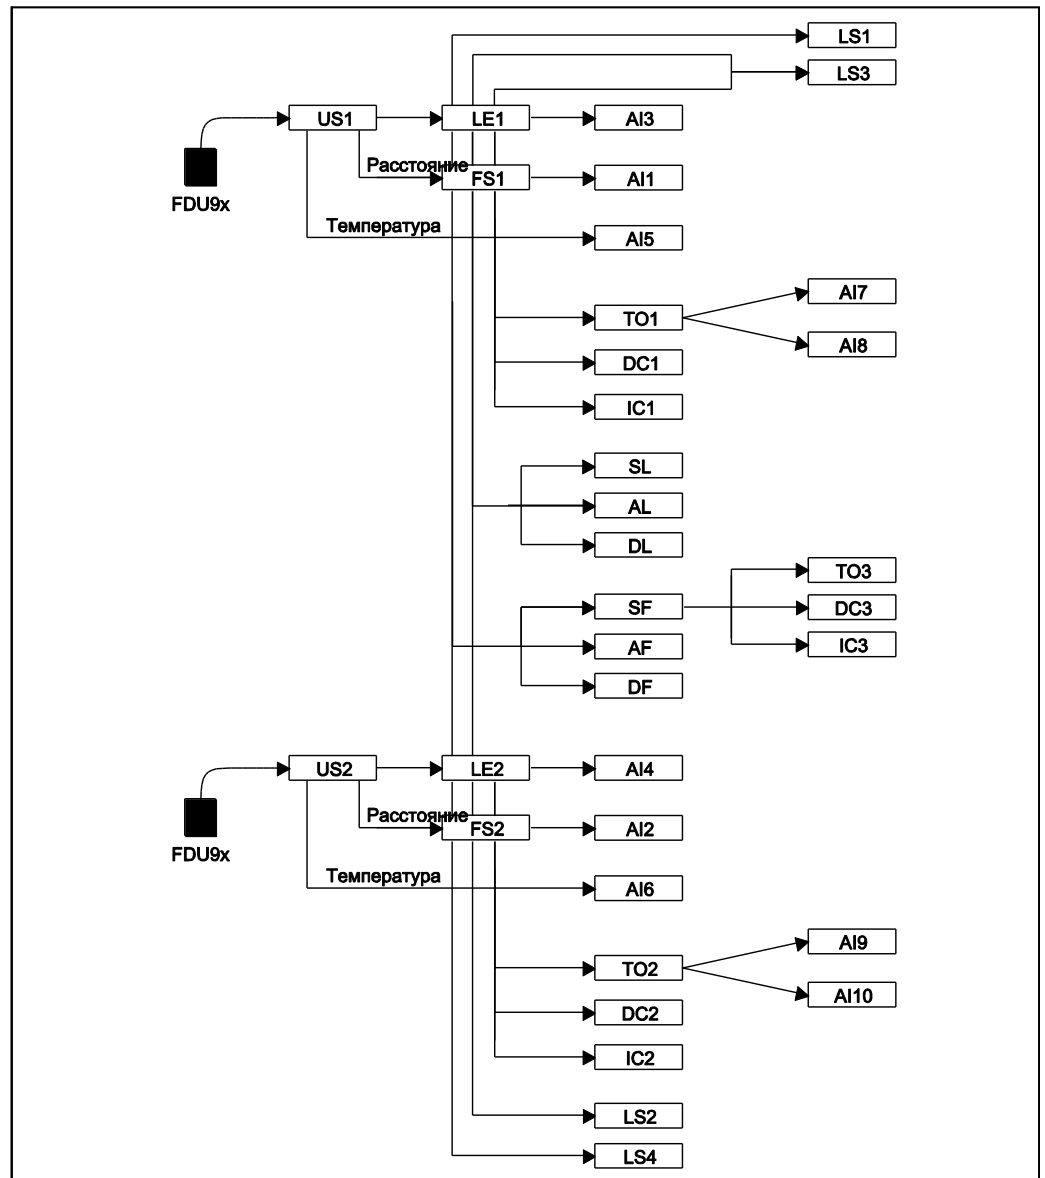 LS1
LS3
US1
LE1
AI3
Расстояние
FS1
AI1
FDU9x
Температура
AI5
AI7
TO1
AI8
DC1
IC1
SL
AL
DL
TO3
SF
DC3
AF
IC3
DF
US2
LE2
AI4
Расстояние
FS2
AI2
FDU9x
Температура
AI6
AI9
TO2
AI10
DC2
IC2
LS2
LS4